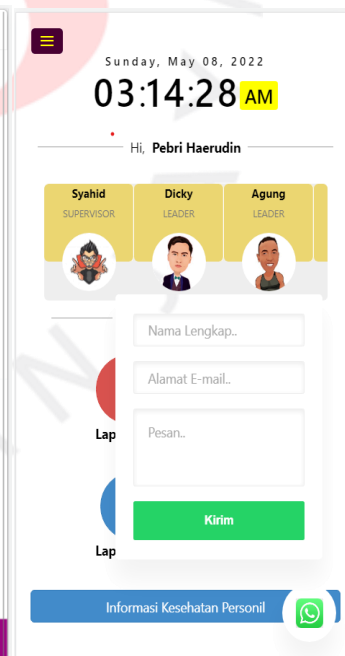 Sunday, May 08, 2022
03:14:28 AM
Hi, Pebri Haerudin
Syahid Dicky Agung
SUPERVISOR LEADER LEADER
Nama Lengkap..
Alamat E-mail..
Pesan..
Lap
Kirim
Lap
Informasi Kesehatan Personil